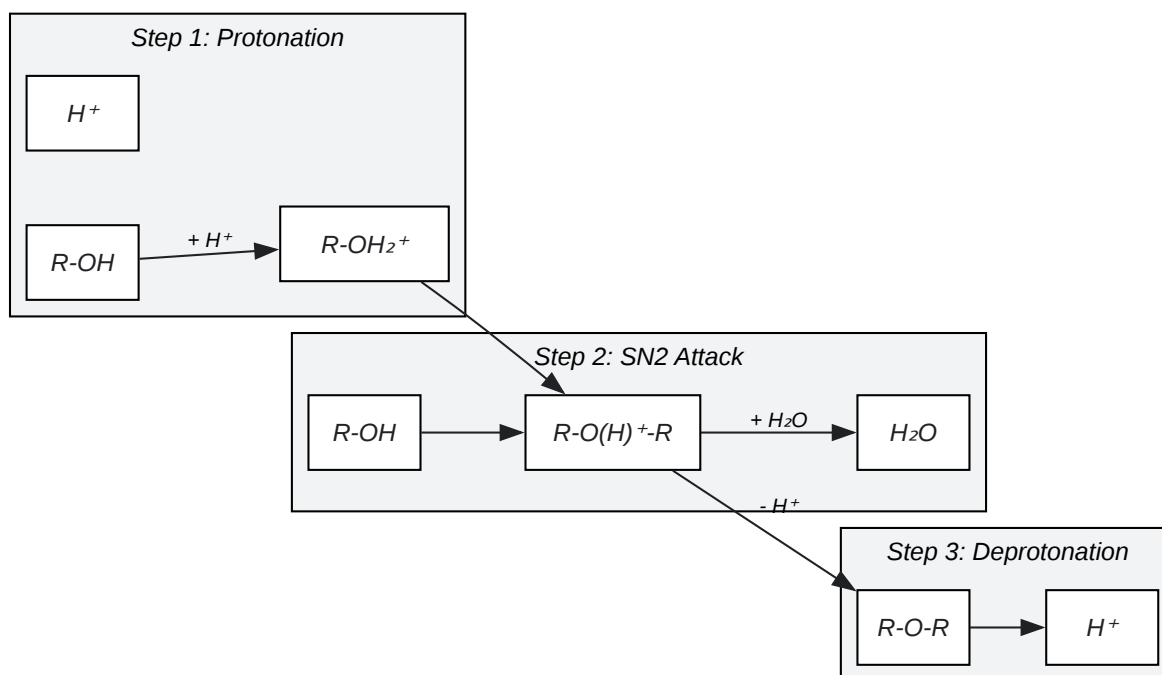 Step 1: Protonation
H⁺
R-OH
+ H⁺
R-OH₂⁺
Step 2: SN2 Attack
R-OH
R-O(H)⁺-R
+ H₂O
H₂O
- H⁺
Step 3: Deprotonation
R-O-R
H⁺